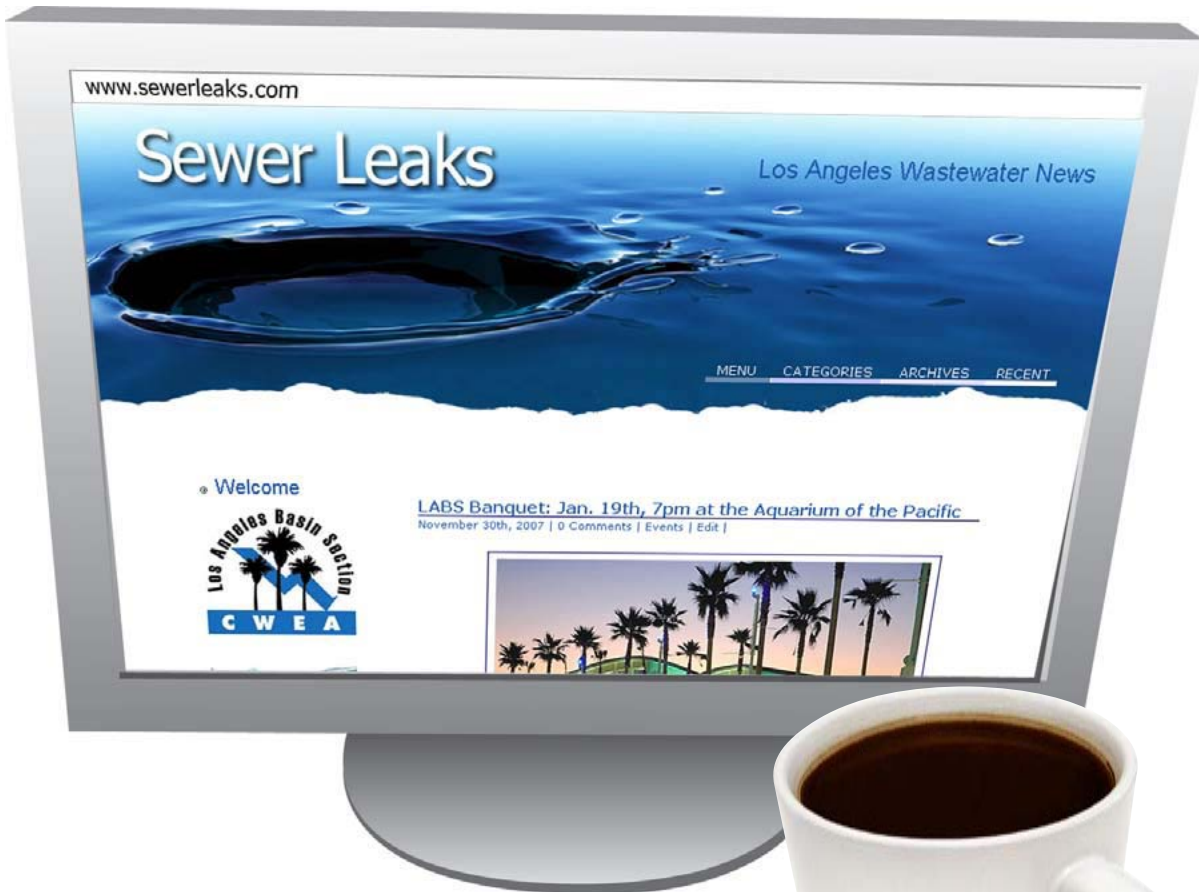 www.sewerleaks.com
Sewer Leaks
Los Angeles Wastewater News
MENU CATEGORIES ARCHIVES RECENT
Welcome
Los Angeles Basin Section
CWEA
LABS Banquet: Jan. 19th, 7pm at the Aquarium of the Pacific
November 30th, 2007 | 0 Comments | Events | Edit |